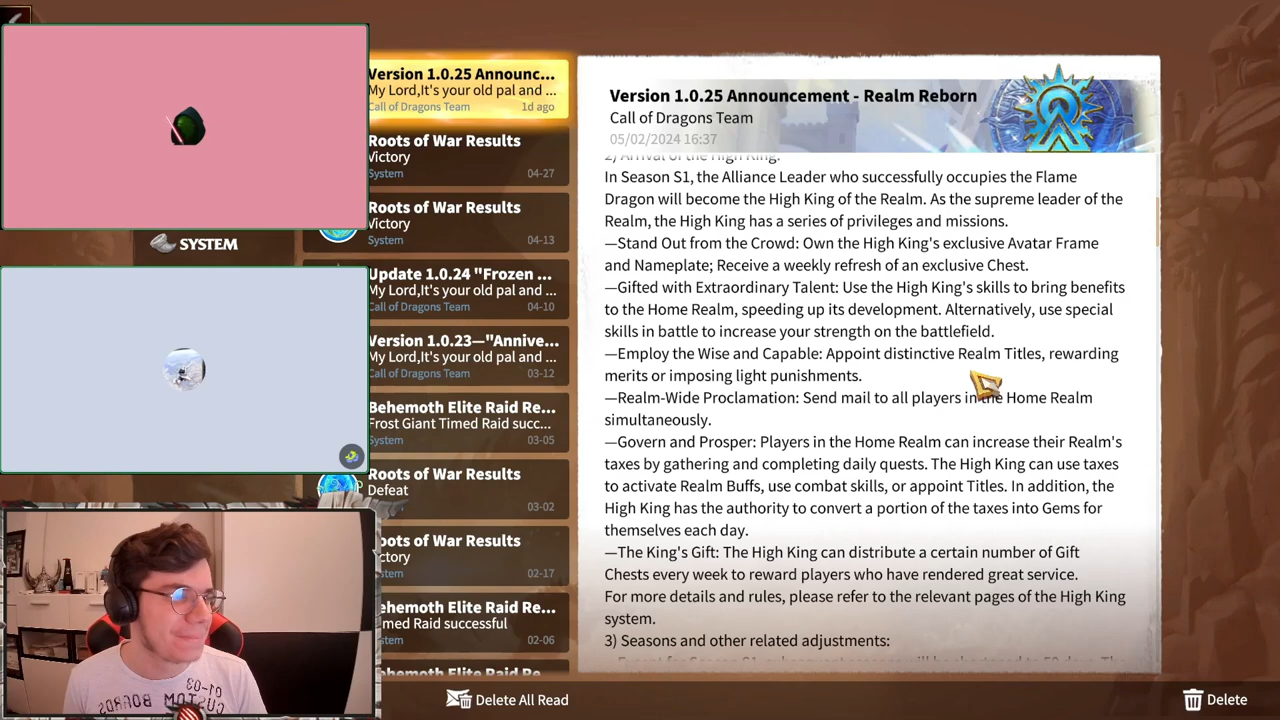 SYSTEM
Version 1.0.25 Announc...
My Lord,It's your old pal and ...
Call of Dragons Team
1d ago
Roots of War Results
Victory
System
04-27
Roots of War Results
Victory
System
04-13
Update 1.0.24 "Frozen ...
My Lord,It's your old pal and ...
Call of Dragons Team
04-10
Version 1.0.23—"Annive...
My Lord,It's your old pal and ...
Call of Dragons Team
03-12
Behemoth Elite Raid Re...
Frost Giant Timed Raid succ...
System
03-05
Roots of War Results
Defeat
03-02
oots of War Results
ctory
stem
02-17
ehemoth Elite Raid Re...
med Raid successful
stem
02-06
ehemoth Elite Raid Re...
Delete All Read
Version 1.0.25 Announcement - Realm Reborn
Call of Dragons Team
05/02/2024 16:37
2) Arrival of the High King:
In Season S1, the Alliance Leader who successfully occupies the Flame
Dragon will become the High King of the Realm. As the supreme leader of the
Realm, the High King has a series of privileges and missions.
—Stand Out from the Crowd: Own the High King's exclusive Avatar Frame
and Nameplate; Receive a weekly refresh of an exclusive Chest.
—Gifted with Extraordinary Talent: Use the High King's skills to bring benefits
to the Home Realm, speeding up its development. Alternatively, use special
skills in battle to increase your strength on the battlefield.
—Employ the Wise and Capable: Appoint distinctive Realm Titles, rewarding
merits or imposing light punishments.
—Realm-Wide Proclamation: Send mail to all players in the Home Realm
simultaneously.
—Govern and Prosper: Players in the Home Realm can increase their Realm's
taxes by gathering and completing daily quests. The High King can use taxes
to activate Realm Buffs, use combat skills, or appoint Titles. In addition, the
High King has the authority to convert a portion of the taxes into Gems for
themselves each day.
—The King's Gift: The High King can distribute a certain number of Gift
Chests every week to reward players who have rendered great service.
For more details and rules, please refer to the relevant pages of the High King
system.
3) Seasons and other related adjustments:
Delete